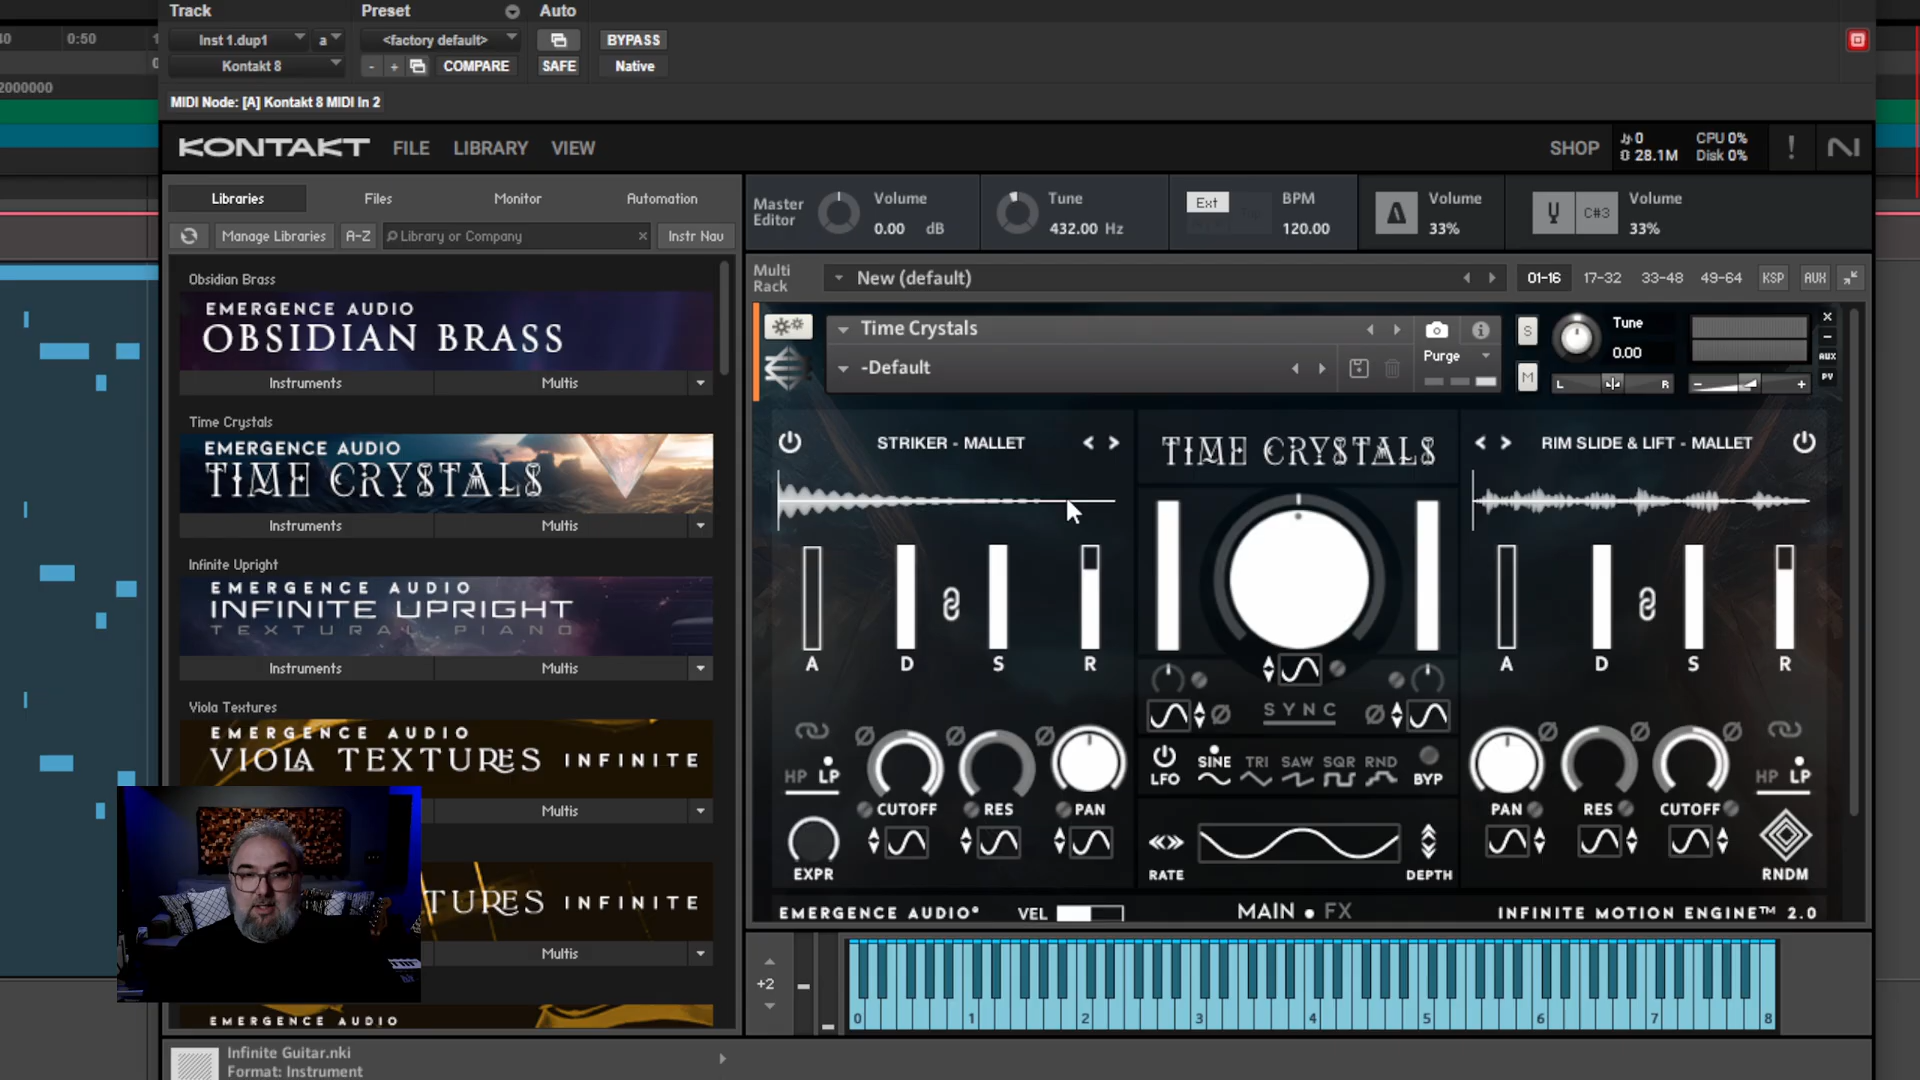 Track
Preset
Auto
40
0:50
1
Inst 1.dup1
a
<factory default>
BYPASS
Kontakt 8
- +
COMPARE
SAFE
Native
2000000
MIDI Node: [A] Kontakt 8 MIDI In 2
KONTAKT
FILE
LIBRARY
VIEW
SHOP
0
28.1M
CPU 0%
Disk 0%
!
Libraries
Files
Monitor
Automation
Manage Libraries
A-Z
Library or Company
×
Instr Nav
Master
Editor
Volume
0.00 dB
Tune
432.00 Hz
Ext
BPM
120.00
Volume
33%
C#3
Volume
33%
Multi
Rack
New (default)
01-16
17-32
33-48
49-64
KSP
AUX
Obsidian Brass
EMERGENCE AUDIO
OBSIDIAN BRASS
Instruments
Multis
Time Crystals
EMERGENCE AUDIO
TIME CRYSTALS
Instruments
Multis
Infinite Upright
EMERGENCE AUDIO
INFINITE UPRIGHT
TEXTURAL PIANO
Instruments
Multis
Viola Textures
EMERGENCE AUDIO
VIOLA TEXTURES INFINITE
Multis
TURES INFINITE
Multis
EMERGENCE AUDIO
Infinite Guitar.nki
Format: Instrument
Time Crystals
-Default
Purge
S
M
Tune
0.00
L
R
- +
×
-
AUX
PV
STRIKER - MALLET
< >
TIME CRYSTALS
< >
RIM SLIDE & LIFT - MALLET
A D S R
A D S R
SYNC
HP LP
CUTOFF
RES
PAN
EXPR
LFO
SINE
TRI
SAW
SQR
RND
BYP
RATE
DEPTH
PAN
RES
CUTOFF
HP LP
RNDM
EMERGENCE AUDIO®
VEL
MAIN • FX
INFINITE MOTION ENGINE™ 2.0
+2
0 1 2 3 4 5 6 7 8